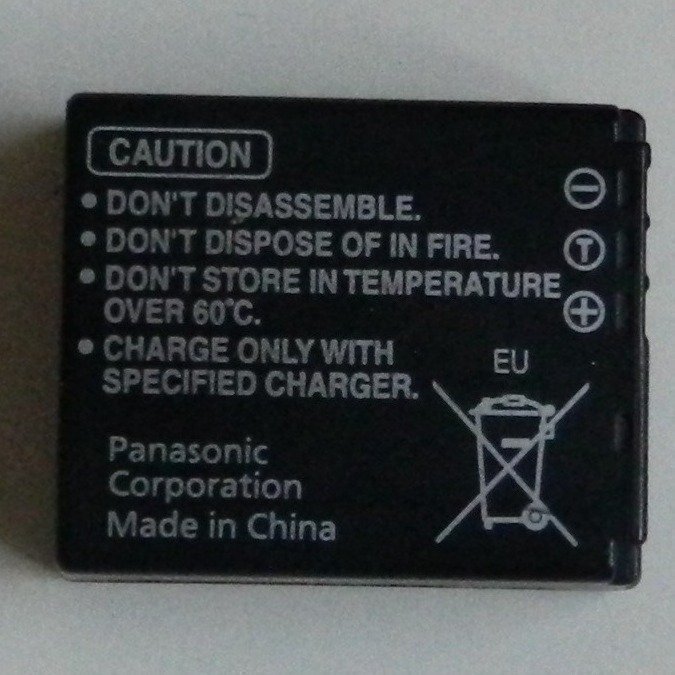 CAUTION
• DON'T DISASSEMBLE.
• DON'T DISPOSE OF IN FIRE.
• DON'T STORE IN TEMPERATURE
OVER 60°C.
• CHARGE ONLY WITH
SPECIFIED CHARGER.
Panasonic
Corporation
Made in China
−
T
+
EU